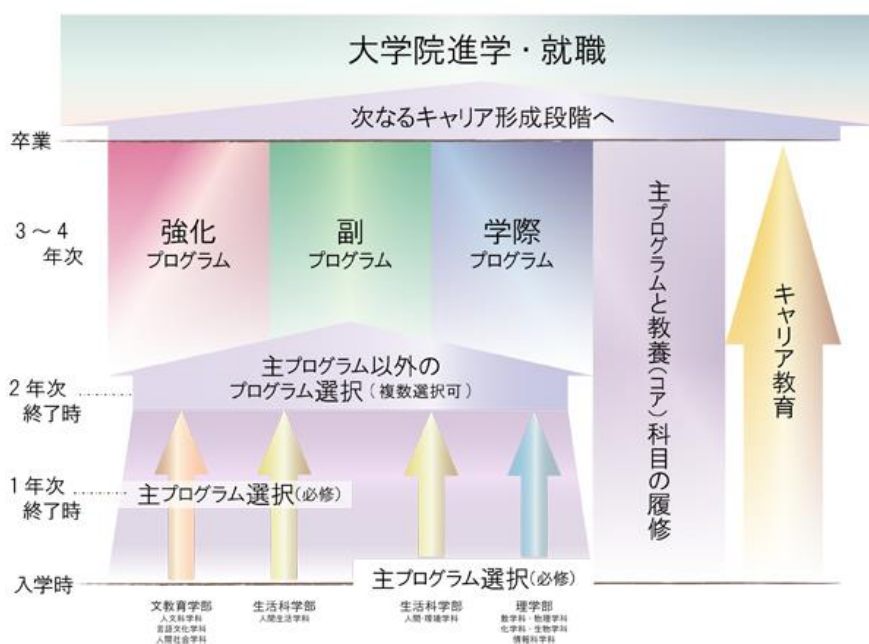 大学院進学・就職
次なるキャリア形成段階へ
卒業
3～4
年次
強化
プログラム
副
プログラム
学際
プログラム
主プログラムと教養(コア)科目の履修
キャリア教育
主プログラム以外の
プログラム選択(複数選択可)
2年次
終了時
1年次
終了時
主プログラム選択(必修)
入学時
主プログラム選択(必修)
文教育学部
人文科学科
言語文化学科
人間社会学科
生活科学部
人間生活学科
生活科学部
人間・環境学科
理学部
数学科・物理学科
化学科・生物学科
情報科学科